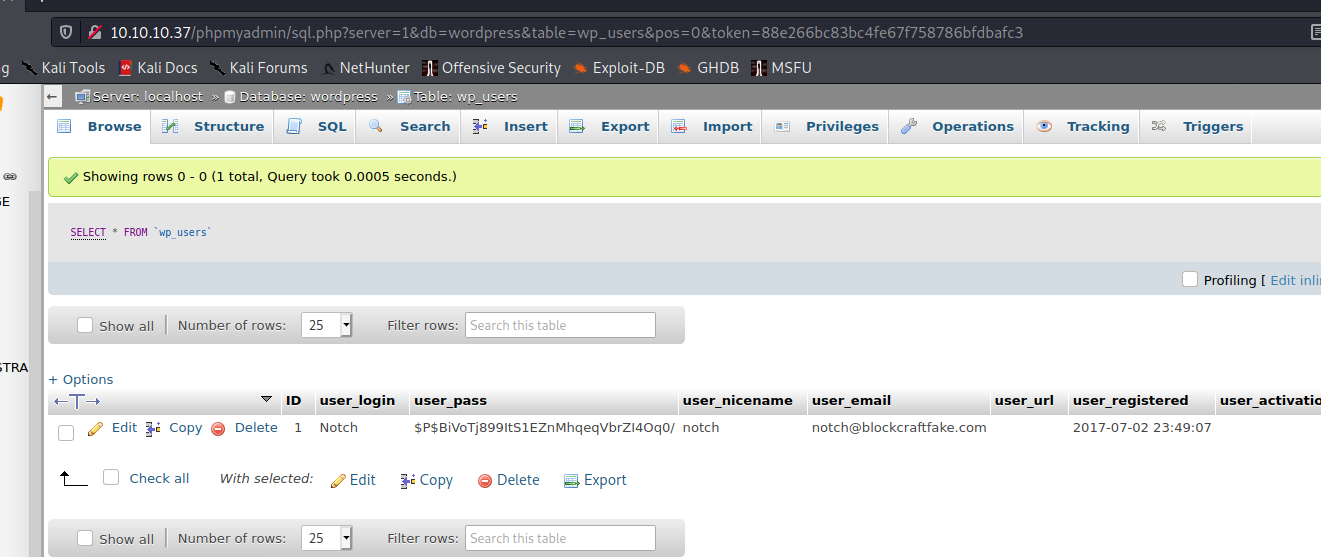 10.10.10.37/phpmyadmin/sql.php?server=1&db=wordpress&table=wp_users&pos=0&token=88e266bc83bc4fe67f758786bfdbafc3
g Kali Tools Kali Docs Kali Forums NetHunter Offensive Security Exploit-DB GHDB MSFU
Server: localhost » Database: wordpress » Table: wp_users
Browse Structure SQL Search Insert Export Import Privileges Operations Tracking Triggers
Showing rows 0 - 0 (1 total, Query took 0.0005 seconds.)
GE
SELECT * FROM `wp_users`
Profiling [ Edit inli
Show all Number of rows: 25 Filter rows: Search this table
STRA
+ Options
←T→ ID user_login user_pass user_nicename user_email user_url user_registered user_activatio
Edit Copy Delete 1 Notch $P$BiVoTj899ItS1EZnMhqeqVbrZI4Oq0/ notch notch@blockcraftfake.com 2017-07-02 23:49:07
Check all With selected: Edit Copy Delete Export
Show all Number of rows: 25 Filter rows: Search this table